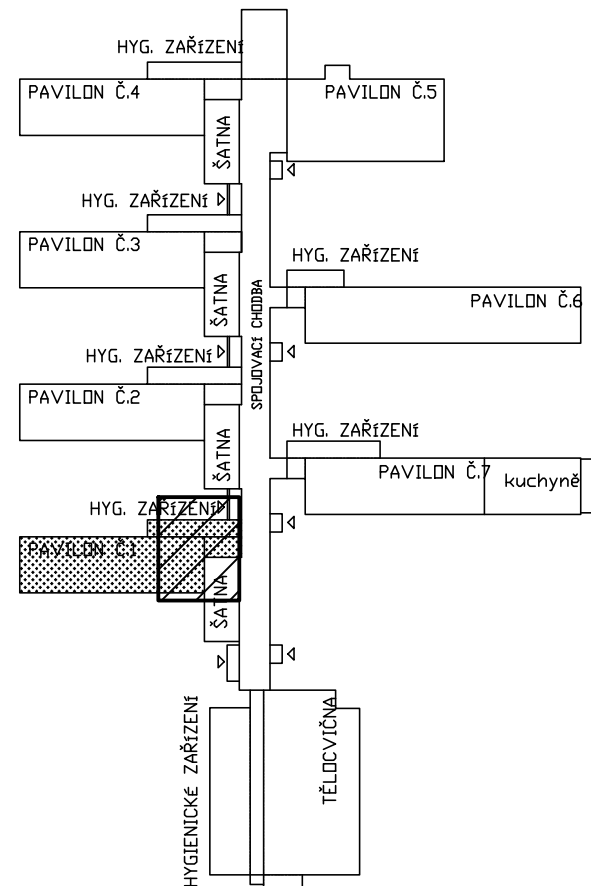 HYG. ZAŘÍZENÍ
PAVILON Č.4
PAVILON Č.5
ŠATNA
HYG. ZAŘÍZENÍ
PAVILON Č.3
HYG. ZAŘÍZENÍ
ŠATNA
PAVILON Č.6
SPOJOVACÍ CHODBA
HYG. ZAŘÍZENÍ
PAVILON Č.2
HYG. ZAŘÍZENÍ
ŠATNA
PAVILON Č.7
kuchyně
HYG. ZAŘÍZENÍ
PAVILON Č.1
ŠATNA
HYGIENICKÉ ZAŘÍZENÍ
TĚLOCVIČNA